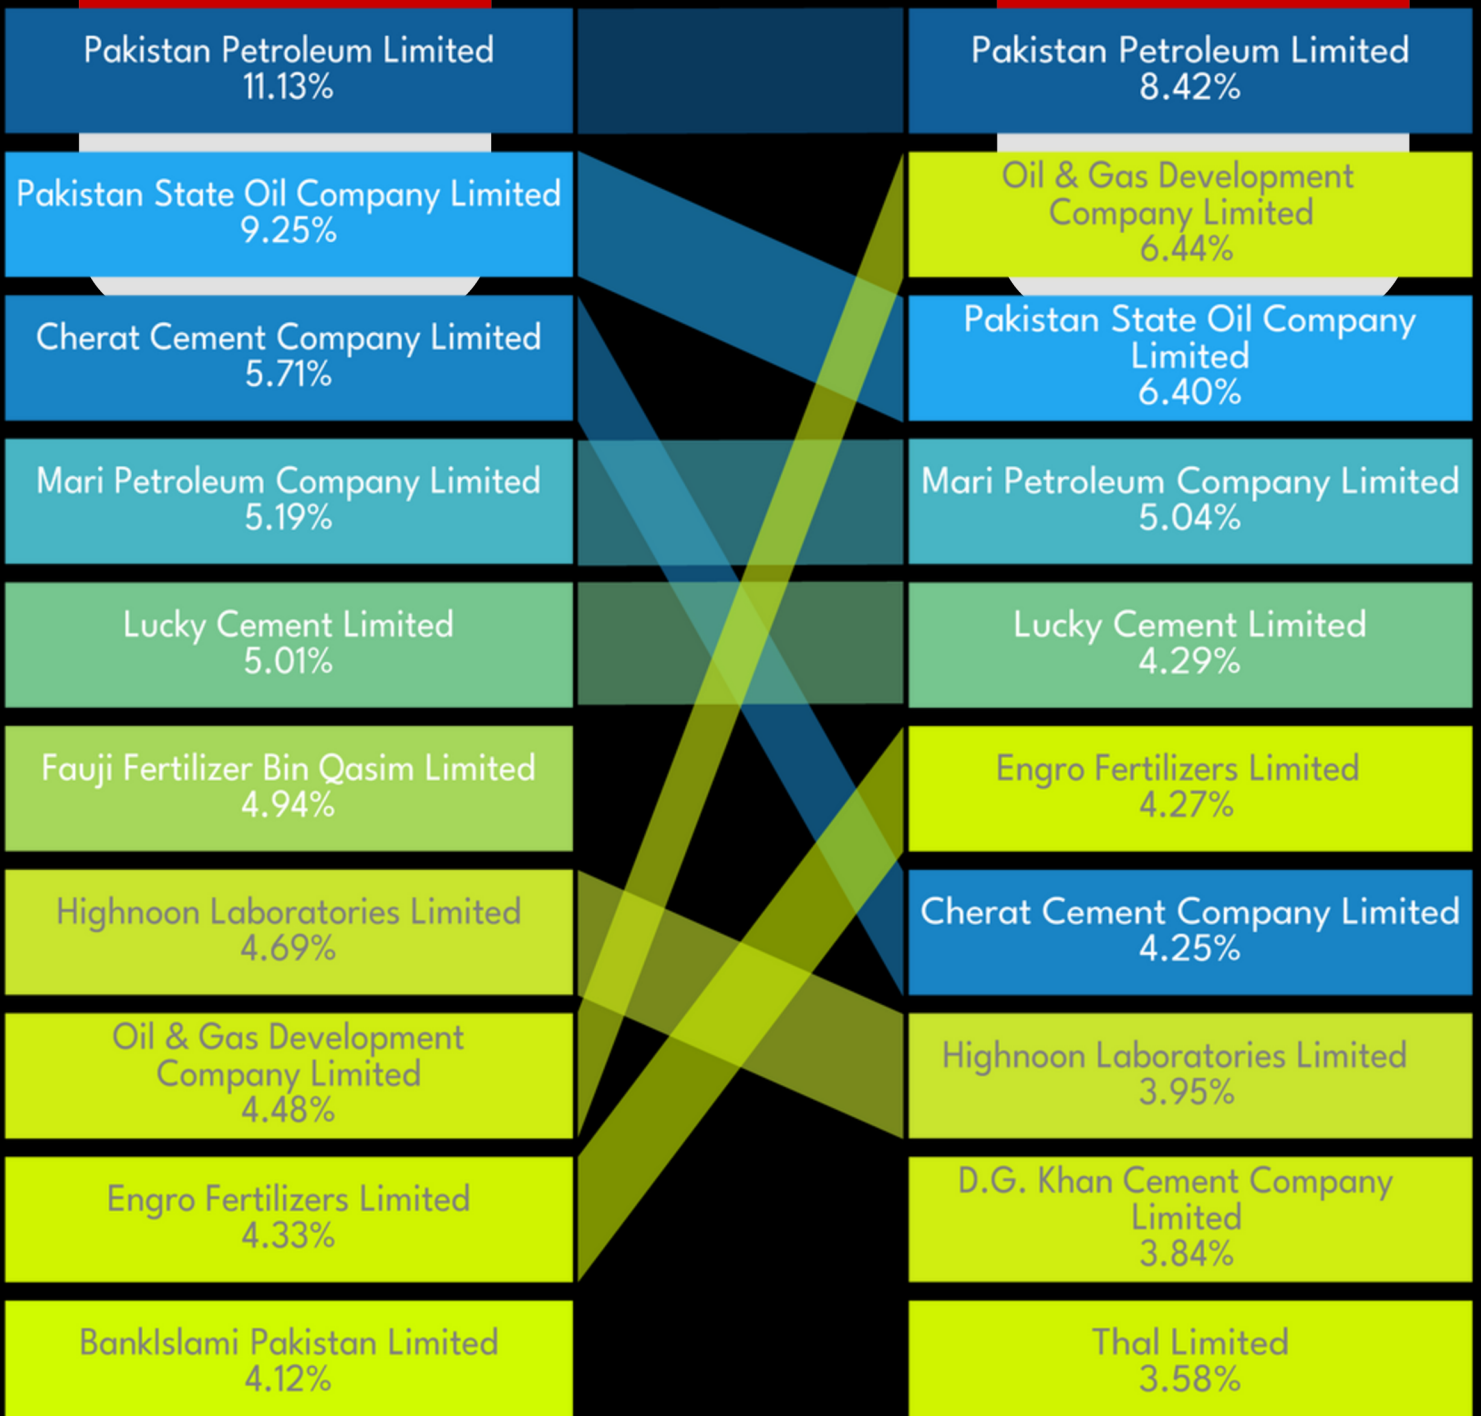 Pakistan Petroleum Limited
11.13%
Pakistan State Oil Company Limited
9.25%
Cherat Cement Company Limited
5.71%
Mari Petroleum Company Limited
5.19%
Lucky Cement Limited
5.01%
Fauji Fertilizer Bin Qasim Limited
4.94%
Highnoon Laboratories Limited
4.69%
Oil & Gas Development
Company Limited
4.48%
Engro Fertilizers Limited
4.33%
BankIslami Pakistan Limited
4.12%
Pakistan Petroleum Limited
8.42%
Oil & Gas Development
Company Limited
6.44%
Pakistan State Oil Company
Limited
6.40%
Mari Petroleum Company Limited
5.04%
Lucky Cement Limited
4.29%
Engro Fertilizers Limited
4.27%
Cherat Cement Company Limited
4.25%
Highnoon Laboratories Limited
3.95%
D.G. Khan Cement Company
Limited
3.84%
Thal Limited
3.58%